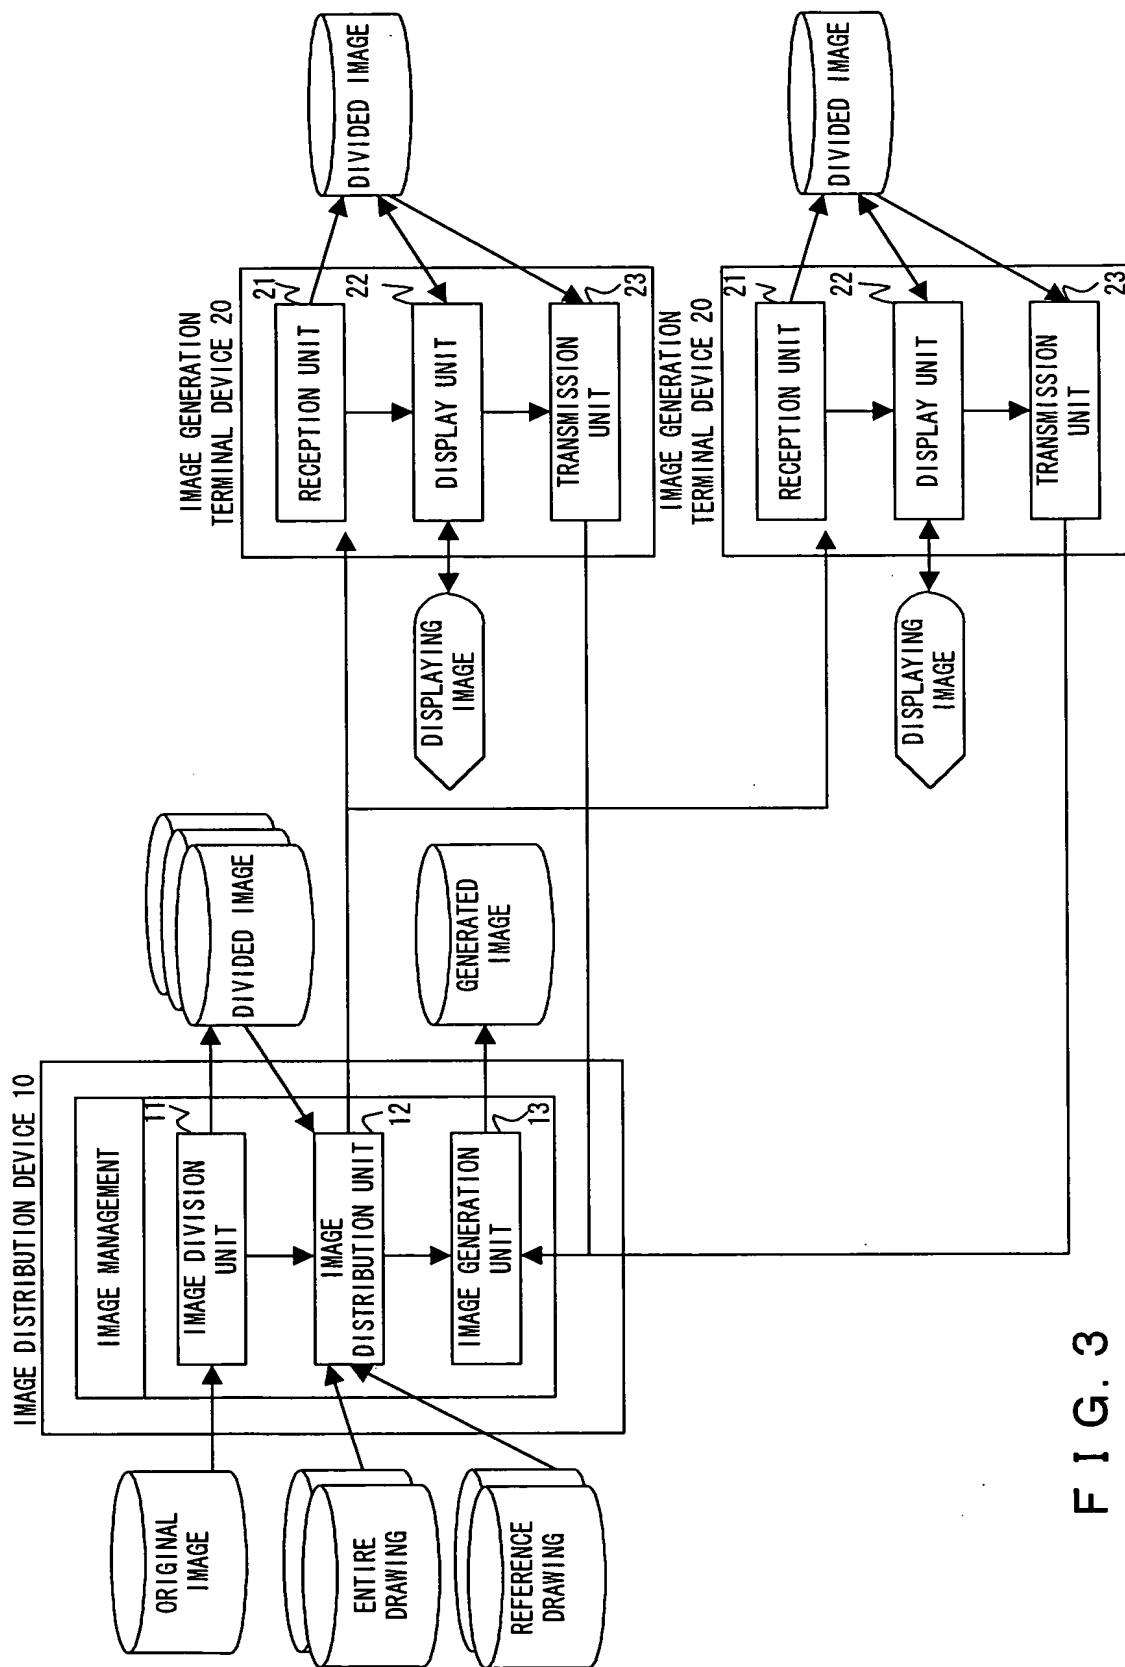 IMAGE DISTRIBUTION DEVICE 10
IMAGE MANAGEMENT
ORIGINAL
IMAGE
IMAGE DIVISION
UNIT
11
DIVIDED IMAGE
ENTIRE
DRAWING
IMAGE
DISTRIBUTION UNIT
12
REFERENCE
DRAWING
IMAGE GENERATION
UNIT
13
GENERATED
IMAGE
IMAGE GENERATION
TERMINAL DEVICE 20
RECEPTION UNIT
21
DIVIDED IMAGE
DISPLAYING
IMAGE
DISPLAY UNIT
22
TRANSMISSION
UNIT
23
IMAGE GENERATION
TERMINAL DEVICE 20
RECEPTION UNIT
21
DIVIDED IMAGE
DISPLAYING
IMAGE
DISPLAY UNIT
22
TRANSMISSION
UNIT
23
FIG. 3